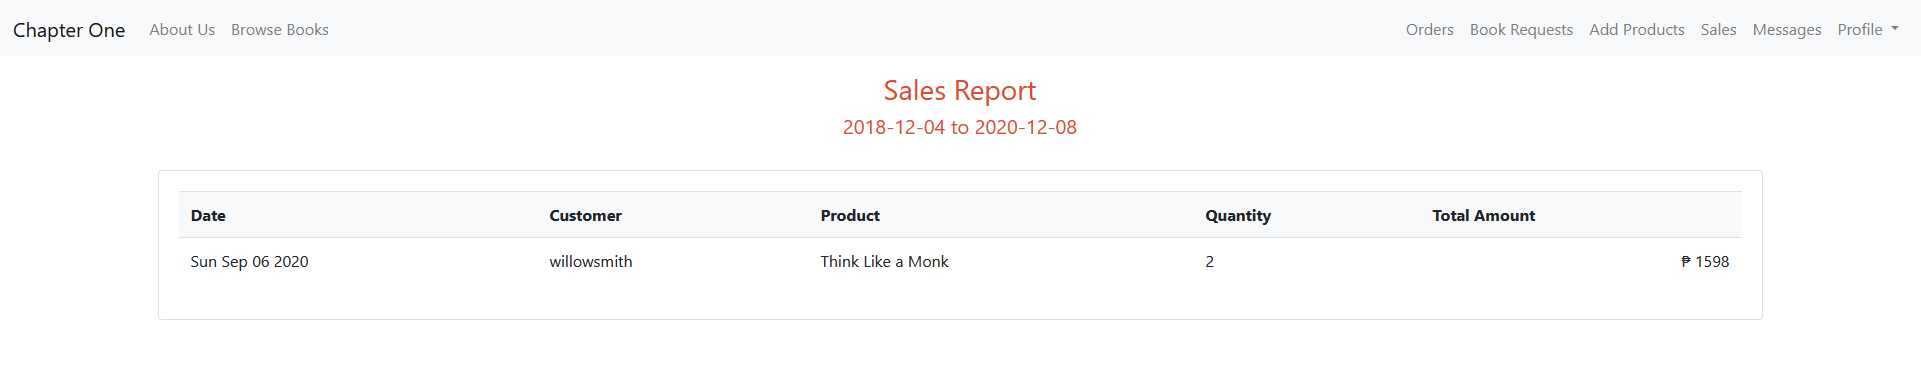 Chapter One About Us Browse Books Orders Book Requests Add Products Sales Messages Profile
Sales Report
2018-12-04 to 2020-12-08
Date Customer Product Quantity Total Amount
Sun Sep 06 2020 willowsmith Think Like a Monk 2 ₱ 1598